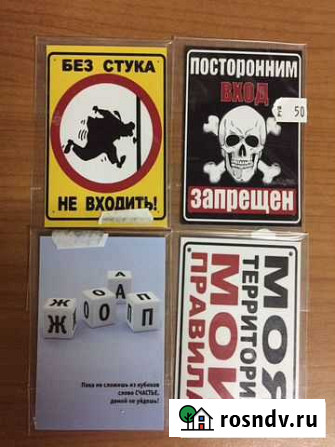 БЕЗ СТУКА
НЕ ВХОДИТЬ!
ПОСТОРОННИМ
ВХОД
50
запрещен
А
Ж О О А П
Ж П
Пока не сложишь из кубиков
слово СЧАСТЬЕ,
домой не уйдешь!
МОЯ
ТЕРРИТОРИ
МОИ
ПРАВИЛА
rosndv.ru